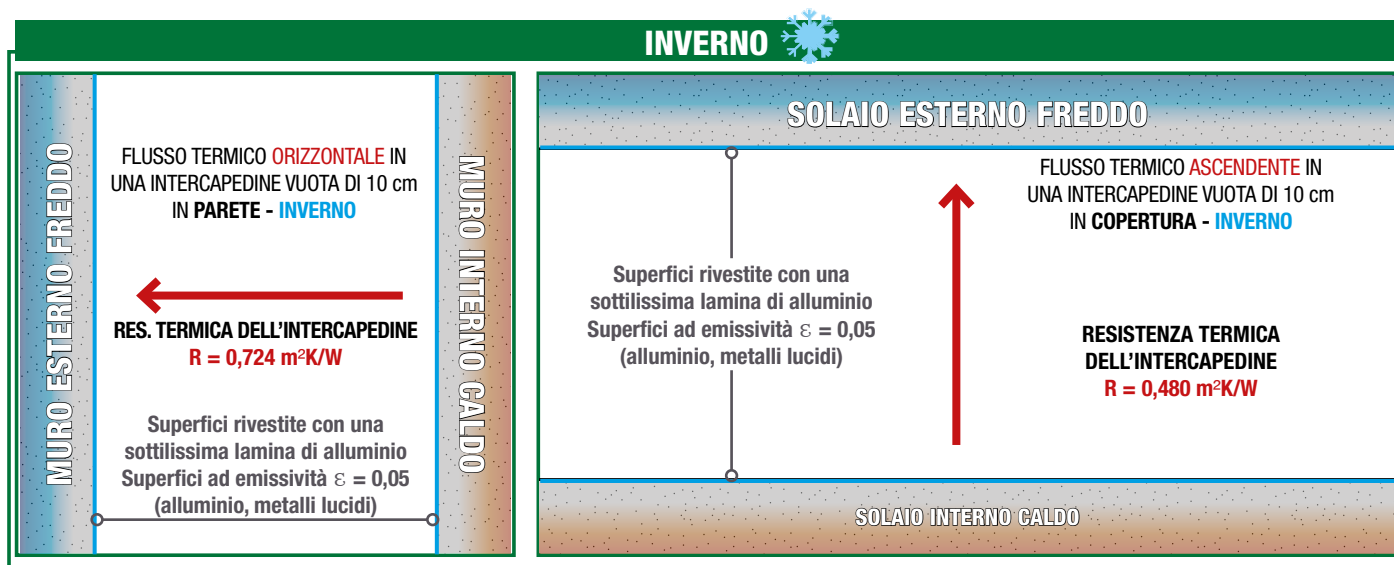 INVERNO
MURO ESTERNO FREDDO
FLUSSO TERMICO ORIZZONTALE IN
UNA INTERCAPEDINE VUOTA DI 10 cm
IN PARETE - INVERNO
RES. TERMICA DELL'INTERCAPEDINE
R = 0,724 m²K/W
Superfici rivestite con una
sottilissima lamina di alluminio
Superfici ad emissività ε = 0,05
(alluminio, metalli lucidi)
MURO INTERNO CALDO
SOLAIO ESTERNO FREDDO
Superfici rivestite con una
sottilissima lamina di alluminio
Superfici ad emissività ε = 0,05
(alluminio, metalli lucidi)
FLUSSO TERMICO ASCENDENTE IN
UNA INTERCAPEDINE VUOTA DI 10 cm
IN COPERTURA - INVERNO
RESISTENZA TERMICA
DELL'INTERCAPEDINE
R = 0,480 m²K/W
SOLAIO INTERNO CALDO